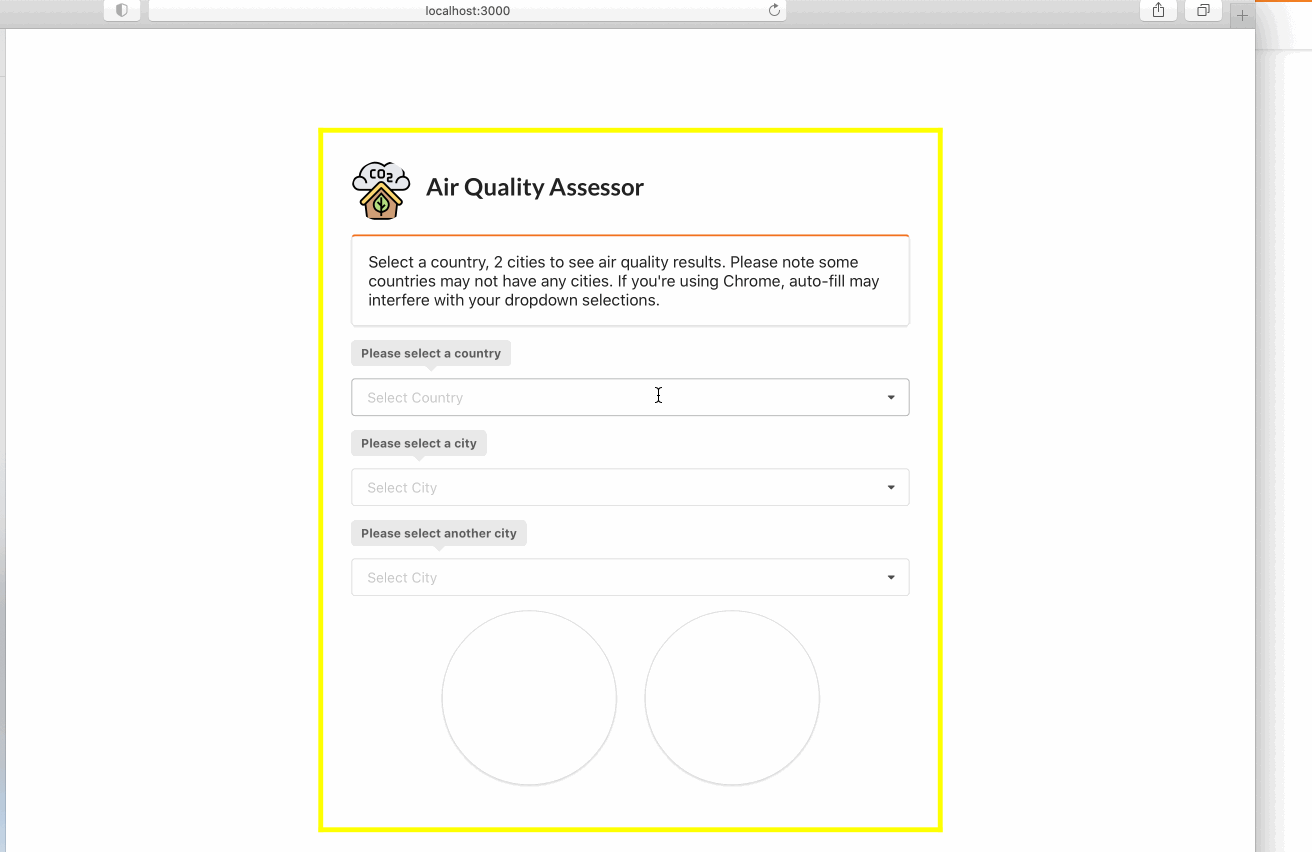 localhost:3000
CO2
Air Quality Assessor
Select a country, 2 cities to see air quality results. Please note some
countries may not have any cities. If you're using Chrome, auto-fill may
interfere with your dropdown selections.
Please select a country
Select Country
Please select a city
Select City
Please select another city
Select City